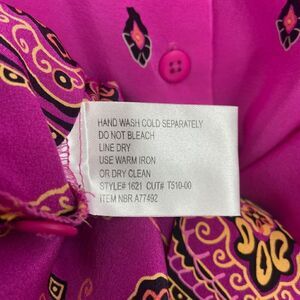 HAND WASH COLD SEPARATELY
DO NOT BLEACH
LINE DRY
USE WARM IRON
OR DRY CLEAN
STYLE# 1621 CUT# T510-00
ITEM NBR A77492